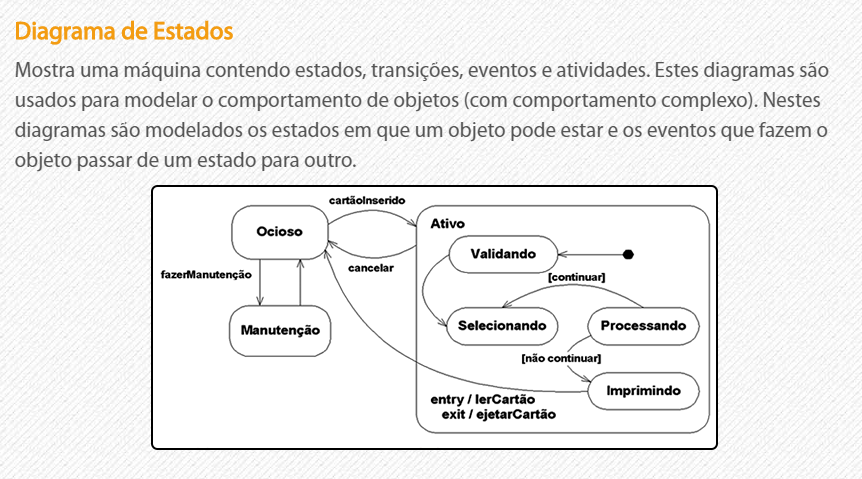 Diagrama de Estados
Mostra uma máquina contendo estados, transições, eventos e atividades. Estes diagramas são
usados para modelar o comportamento de objetos (com comportamento complexo). Nestes
diagramas são modelados os estados em que um objeto pode estar e os eventos que fazem o
objeto passar de um estado para outro.
cartãoInserido
Ocioso
Ativo
Validando
cancelar
fazerManutenção
[continuar]
Manutenção
Selecionando
Processando
[não continuar]
Imprimindo
entry / lerCartão
exit / ejetarCartão